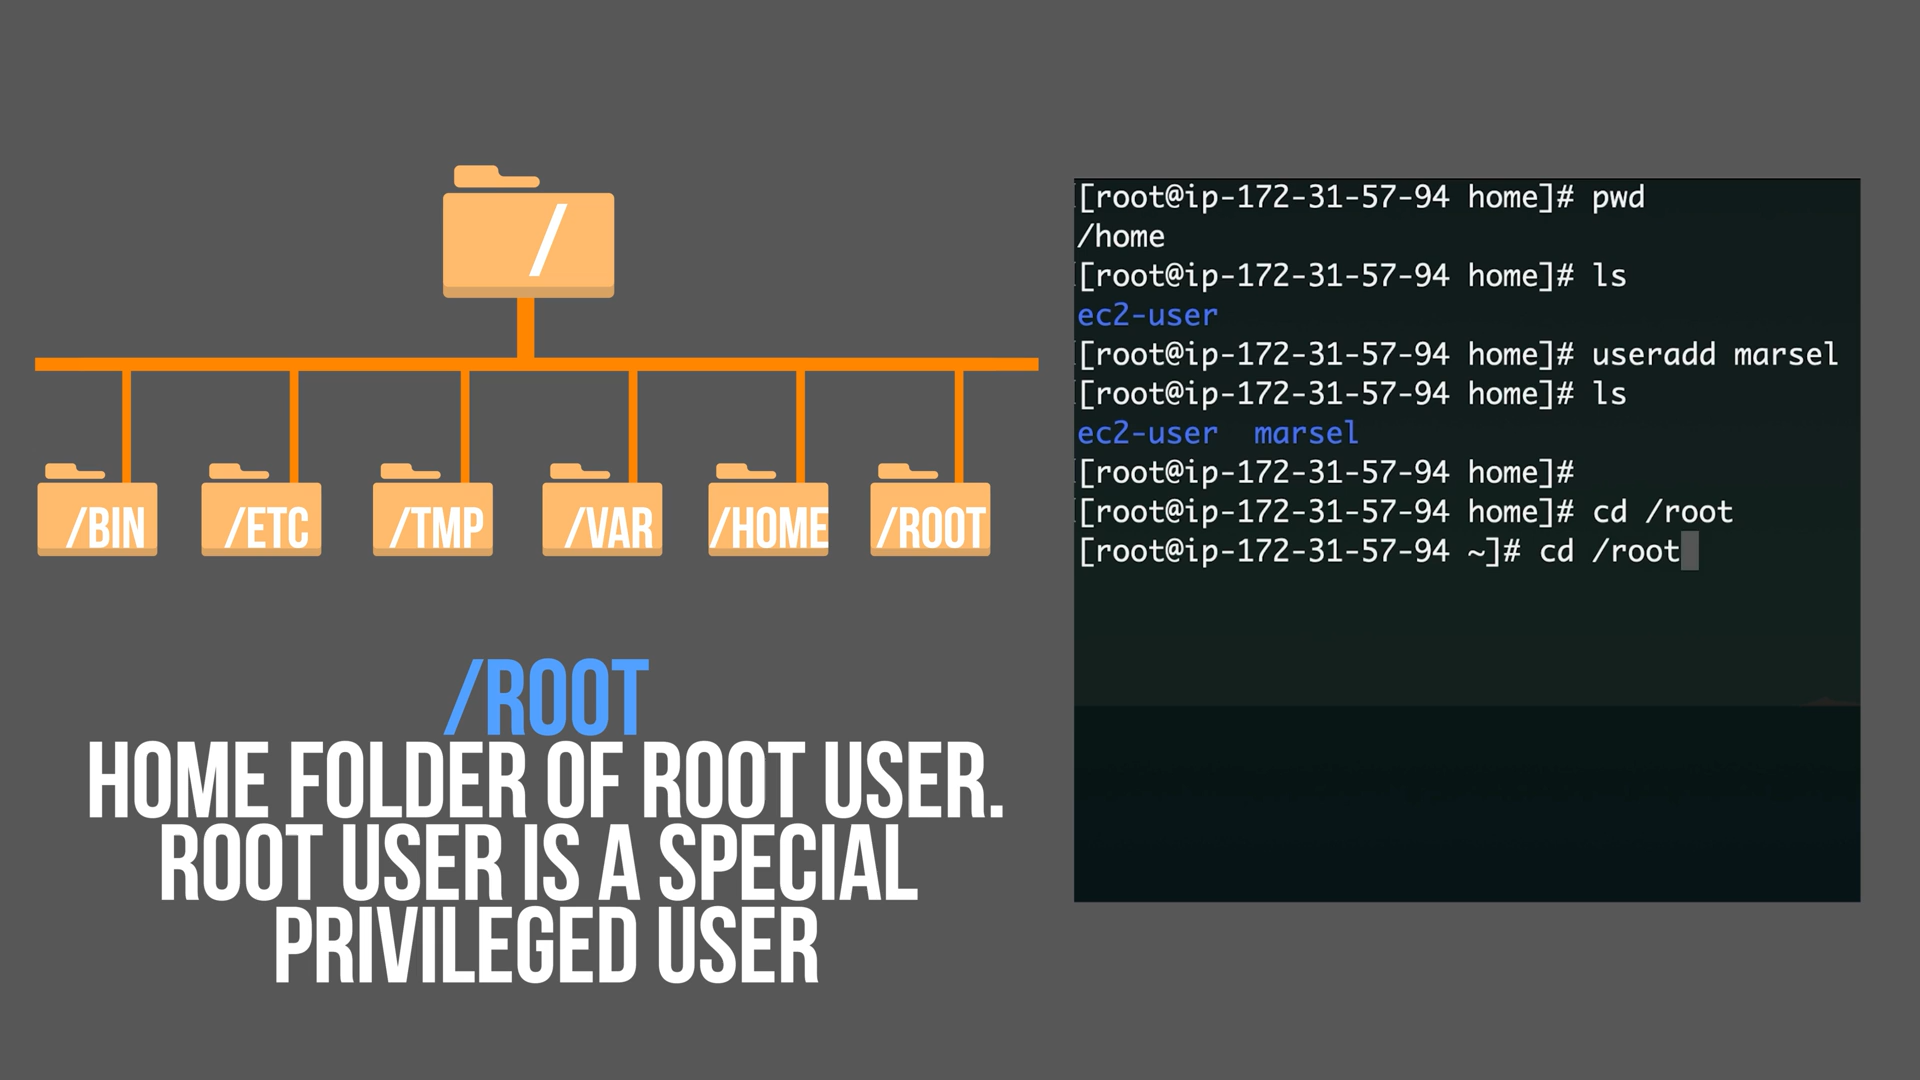 /
/BIN /ETC /TMP /VAR /HOME /ROOT
/ROOT
HOME FOLDER OF ROOT USER.
ROOT USER IS A SPECIAL
PRIVILEGED USER
[root@ip-172-31-57-94 home]# pwd
/home
[root@ip-172-31-57-94 home]# ls
ec2-user
[root@ip-172-31-57-94 home]# useradd marsel
[root@ip-172-31-57-94 home]# ls
ec2-user  marsel
[root@ip-172-31-57-94 home]#
[root@ip-172-31-57-94 home]# cd /root
[root@ip-172-31-57-94 ~]# cd /root